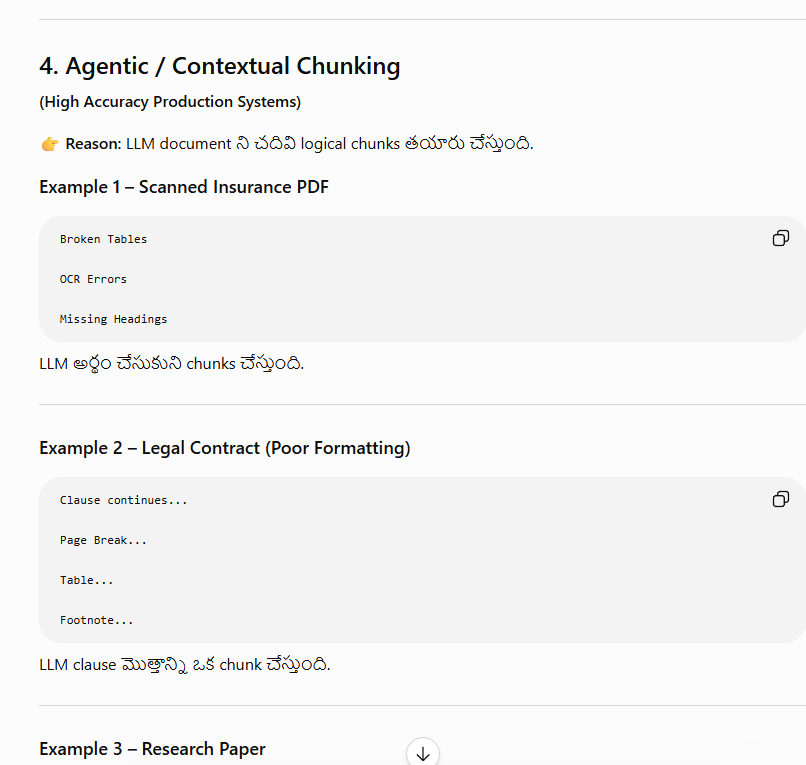 4. Agentic / Contextual Chunking
(High Accuracy Production Systems)
👉 Reason: LLM document ని చదివి logical chunks తయారు చేస్తుంది.
Example 1 – Scanned Insurance PDF
Broken Tables
OCR Errors
Missing Headings
LLM అర్థం చేసుకుని chunks చేస్తుంది.
Example 2 – Legal Contract (Poor Formatting)
Clause continues...
Page Break...
Table...
Footnote...
LLM clause మొత్తాన్ని ఒక chunk చేస్తుంది.
Example 3 – Research Paper